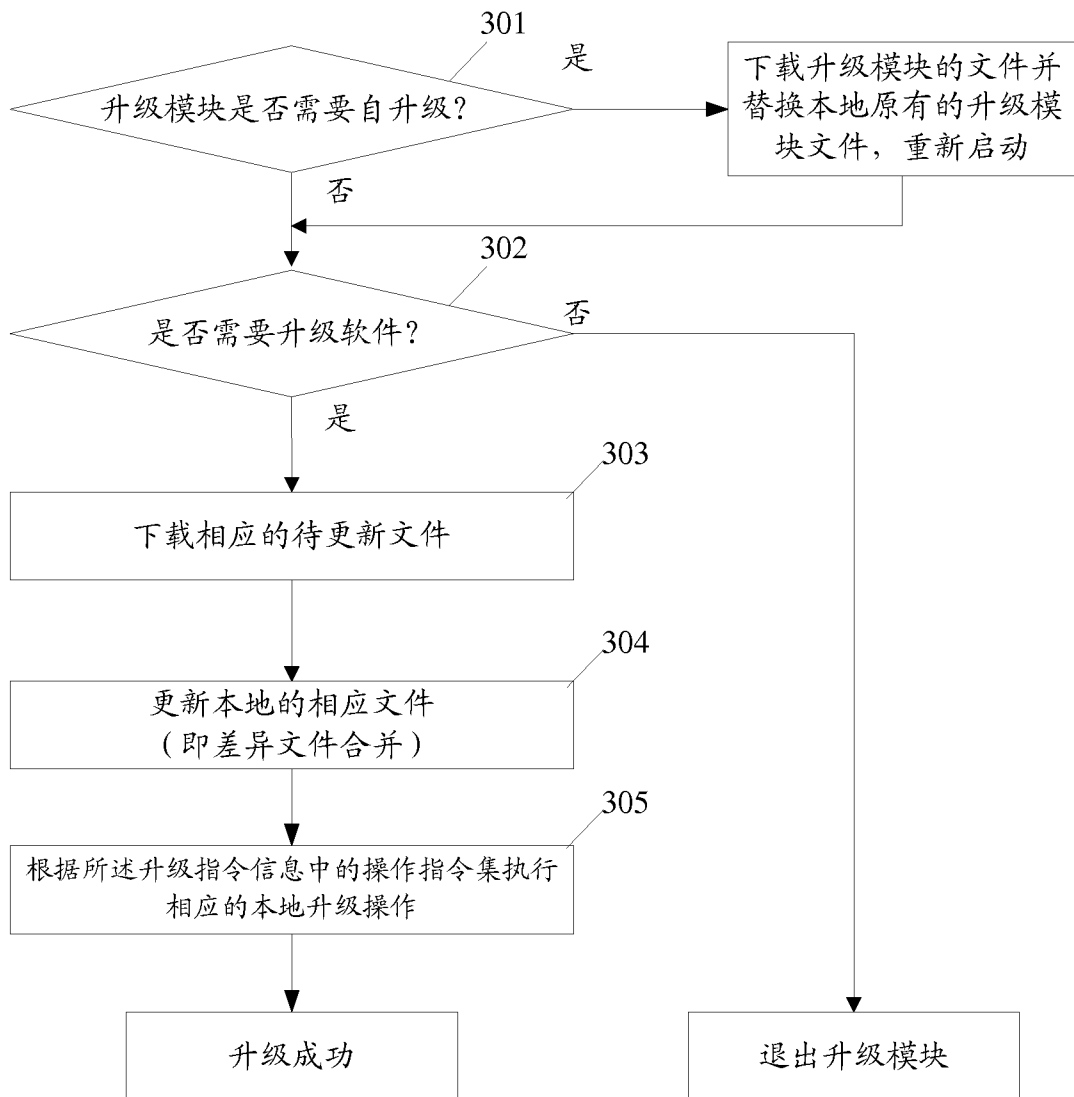 301
升级模块是否需要自升级?
是
下载升级模块的文件并
替换本地原有的升级模
块文件，重新启动
否
302
是否需要升级软件?
否
是
303
下载相应的待更新文件
304
更新本地的相应文件
（即差异文件合并）
305
根据所述升级指令信息中的操作指令集执行
相应的本地升级操作
升级成功
退出升级模块